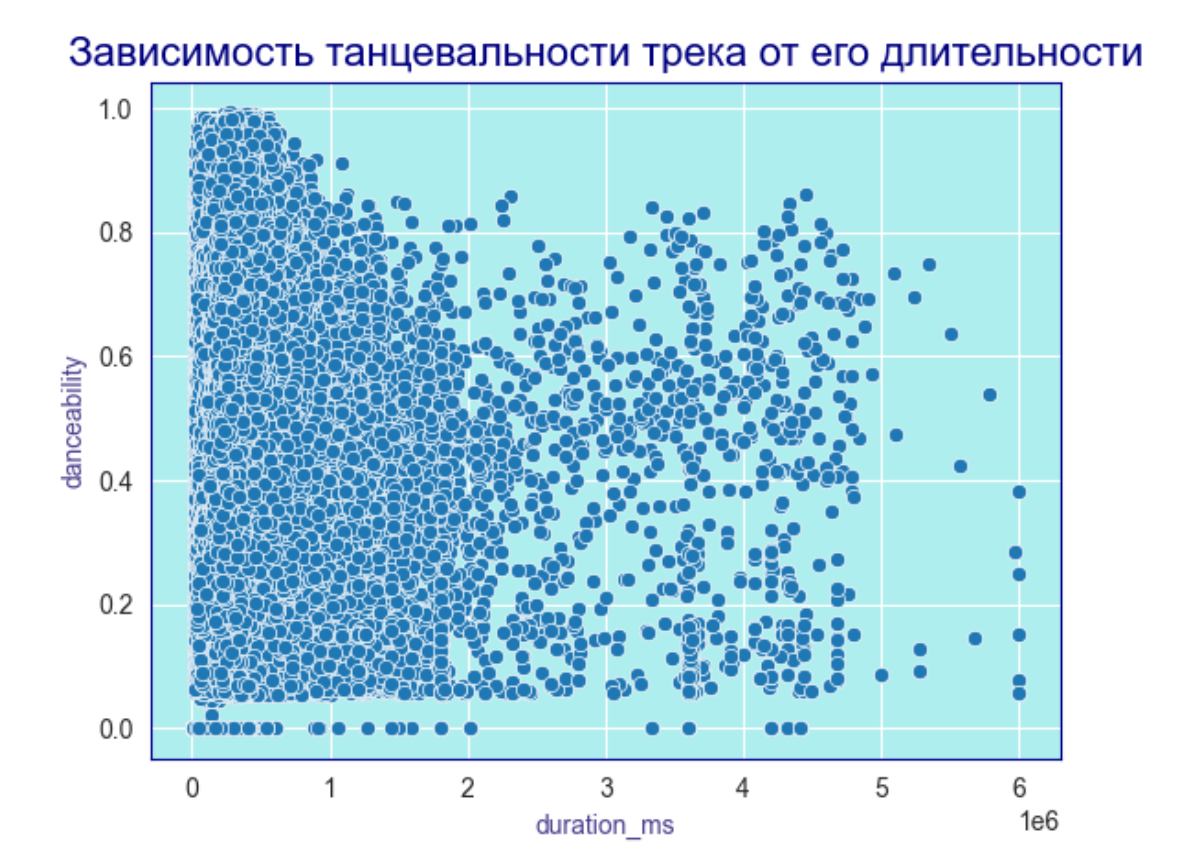 Зависимость танцевальности трека от его длительности
1.0
0.8
0.6
0.4
0.2
0.0
danceability
0 1 2 3 4 5 6
1e6
duration_ms